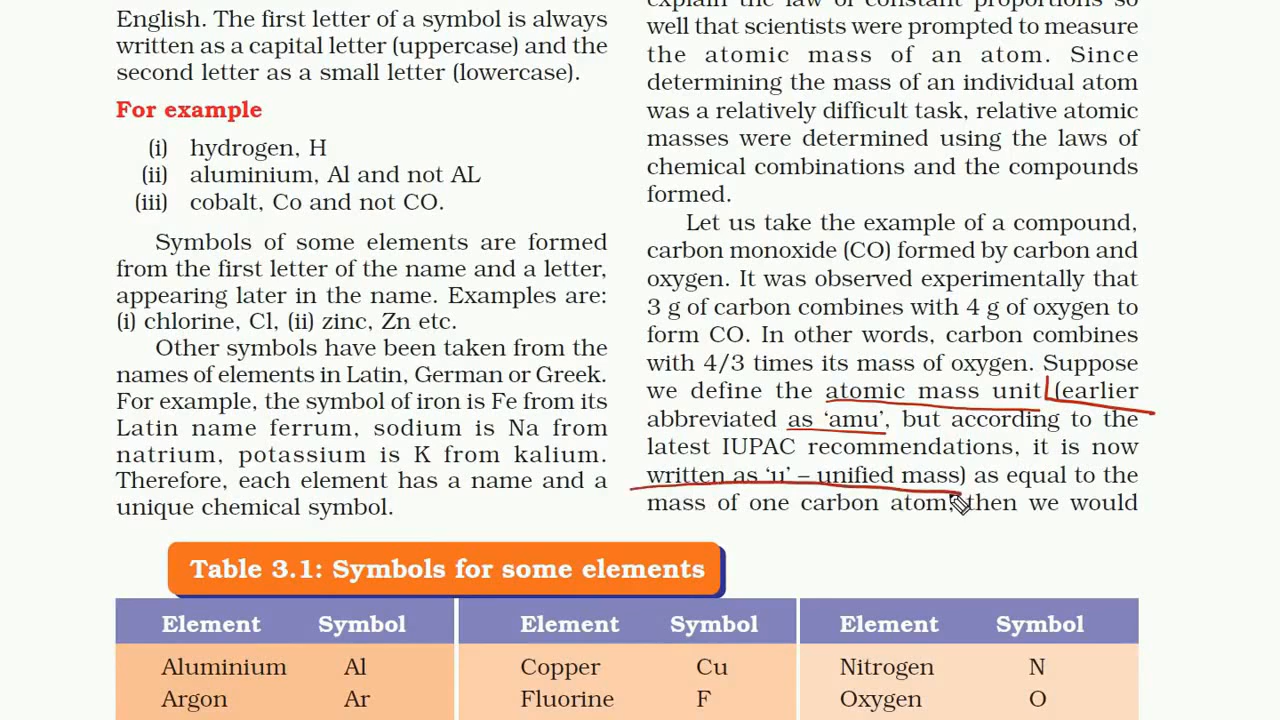 English. The first letter of a symbol is always
written as a capital letter (uppercase) and the
second letter as a small letter (lowercase).
For example
(i) hydrogen, H
(ii) aluminium, Al and not AL
(iii) cobalt, Co and not CO.
Symbols of some elements are formed
from the first letter of the name and a letter,
appearing later in the name. Examples are:
(i) chlorine, Cl, (ii) zinc, Zn etc.
Other symbols have been taken from the
names of elements in Latin, German or Greek.
For example, the symbol of iron is Fe from its
Latin name ferrum, sodium is Na from
natrium, potassium is K from kalium.
Therefore, each element has a name and a
unique chemical symbol.
explain the law of constant proportions so
well that scientists were prompted to measure
the atomic mass of an atom. Since
determining the mass of an individual atom
was a relatively difficult task, relative atomic
masses were determined using the laws of
chemical combinations and the compounds
formed.
Let us take the example of a compound,
carbon monoxide (CO) formed by carbon and
oxygen. It was observed experimentally that
3 g of carbon combines with 4 g of oxygen to
form CO. In other words, carbon combines
with 4/3 times its mass of oxygen. Suppose
we define the atomic mass unit (earlier
abbreviated as ‘amu’, but according to the
latest IUPAC recommendations, it is now
written as ‘u’ – unified mass) as equal to the
mass of one carbon atom, then we would
Table 3.1: Symbols for some elements
Element Symbol Element Symbol Element Symbol
Aluminium Al Copper Cu Nitrogen N
Argon Ar Fluorine F Oxygen O